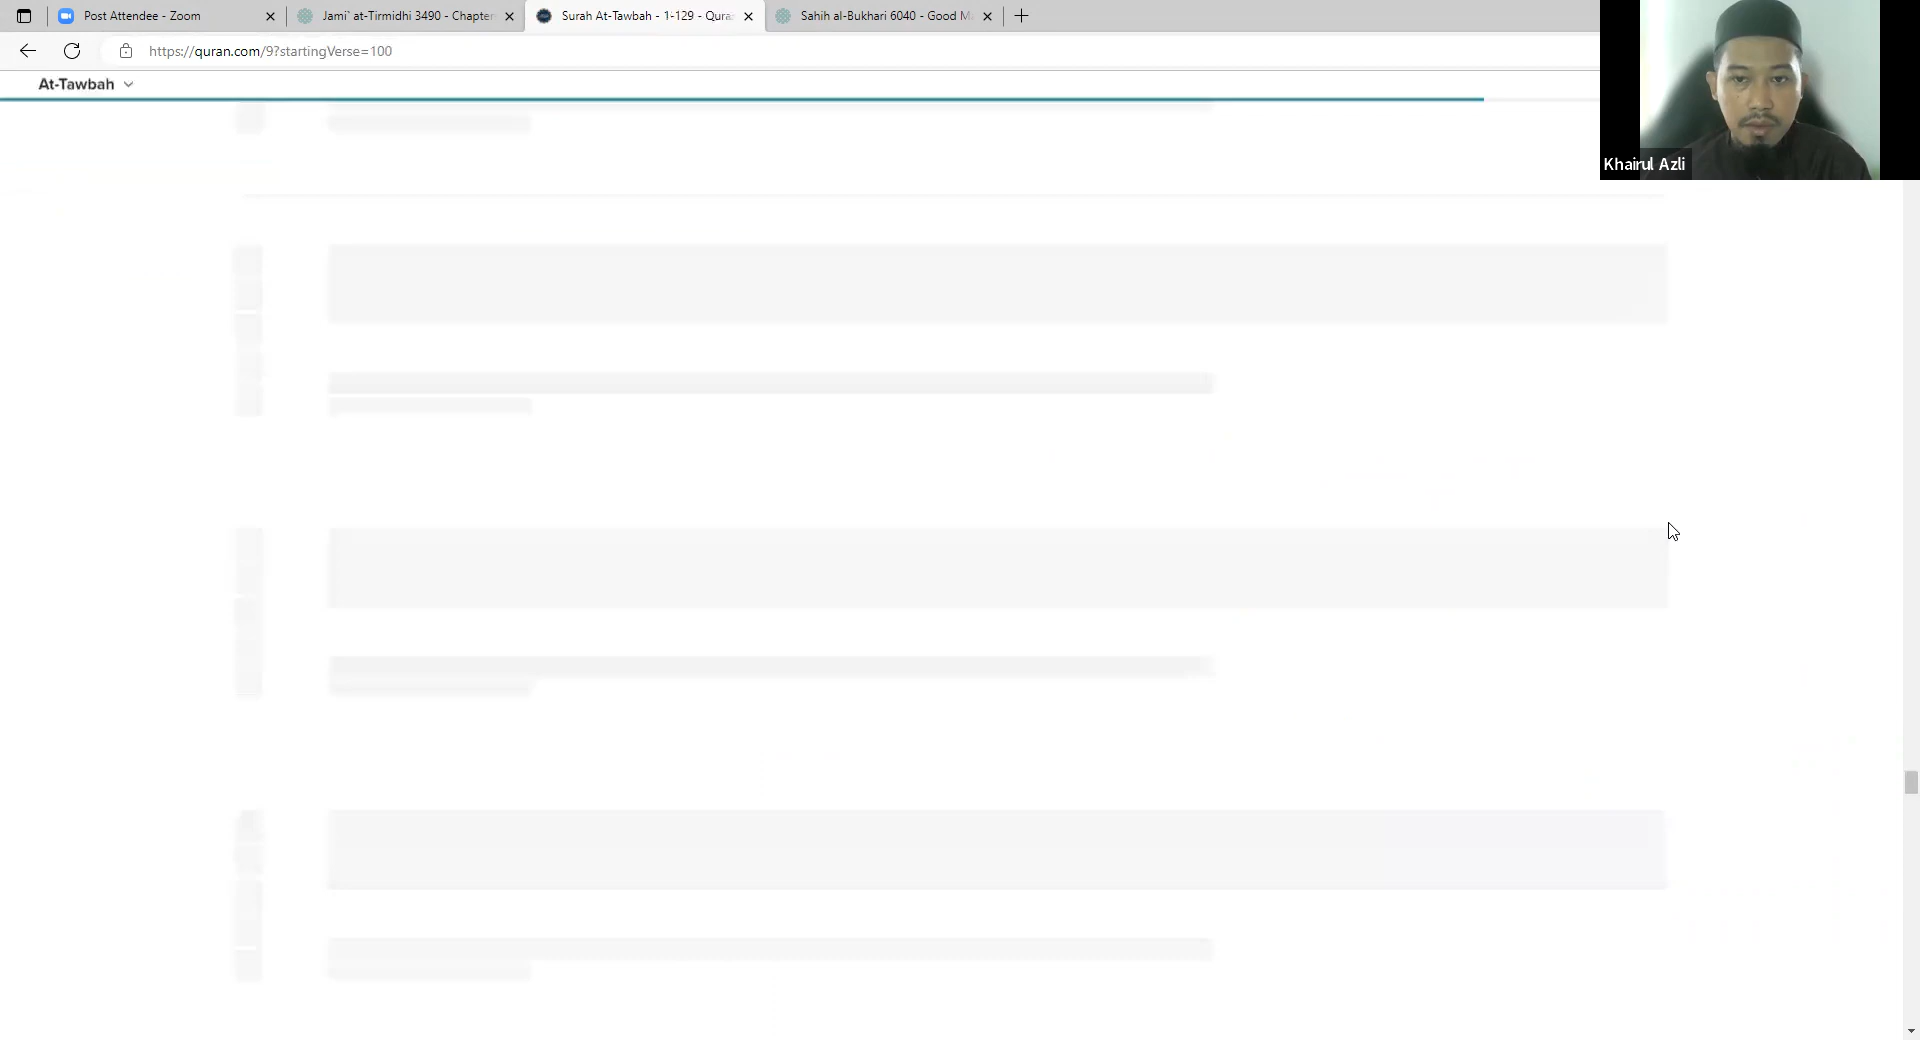 Post Attendee - Zoom
Jami` at-Tirmidhi 3490 - Chapter
Surah At-Tawbah - 1-129 - Qura
Sahih al-Bukhari 6040 - Good M
https://quran.com/9?startingVerse=100
At-Tawbah
Khairul Azli